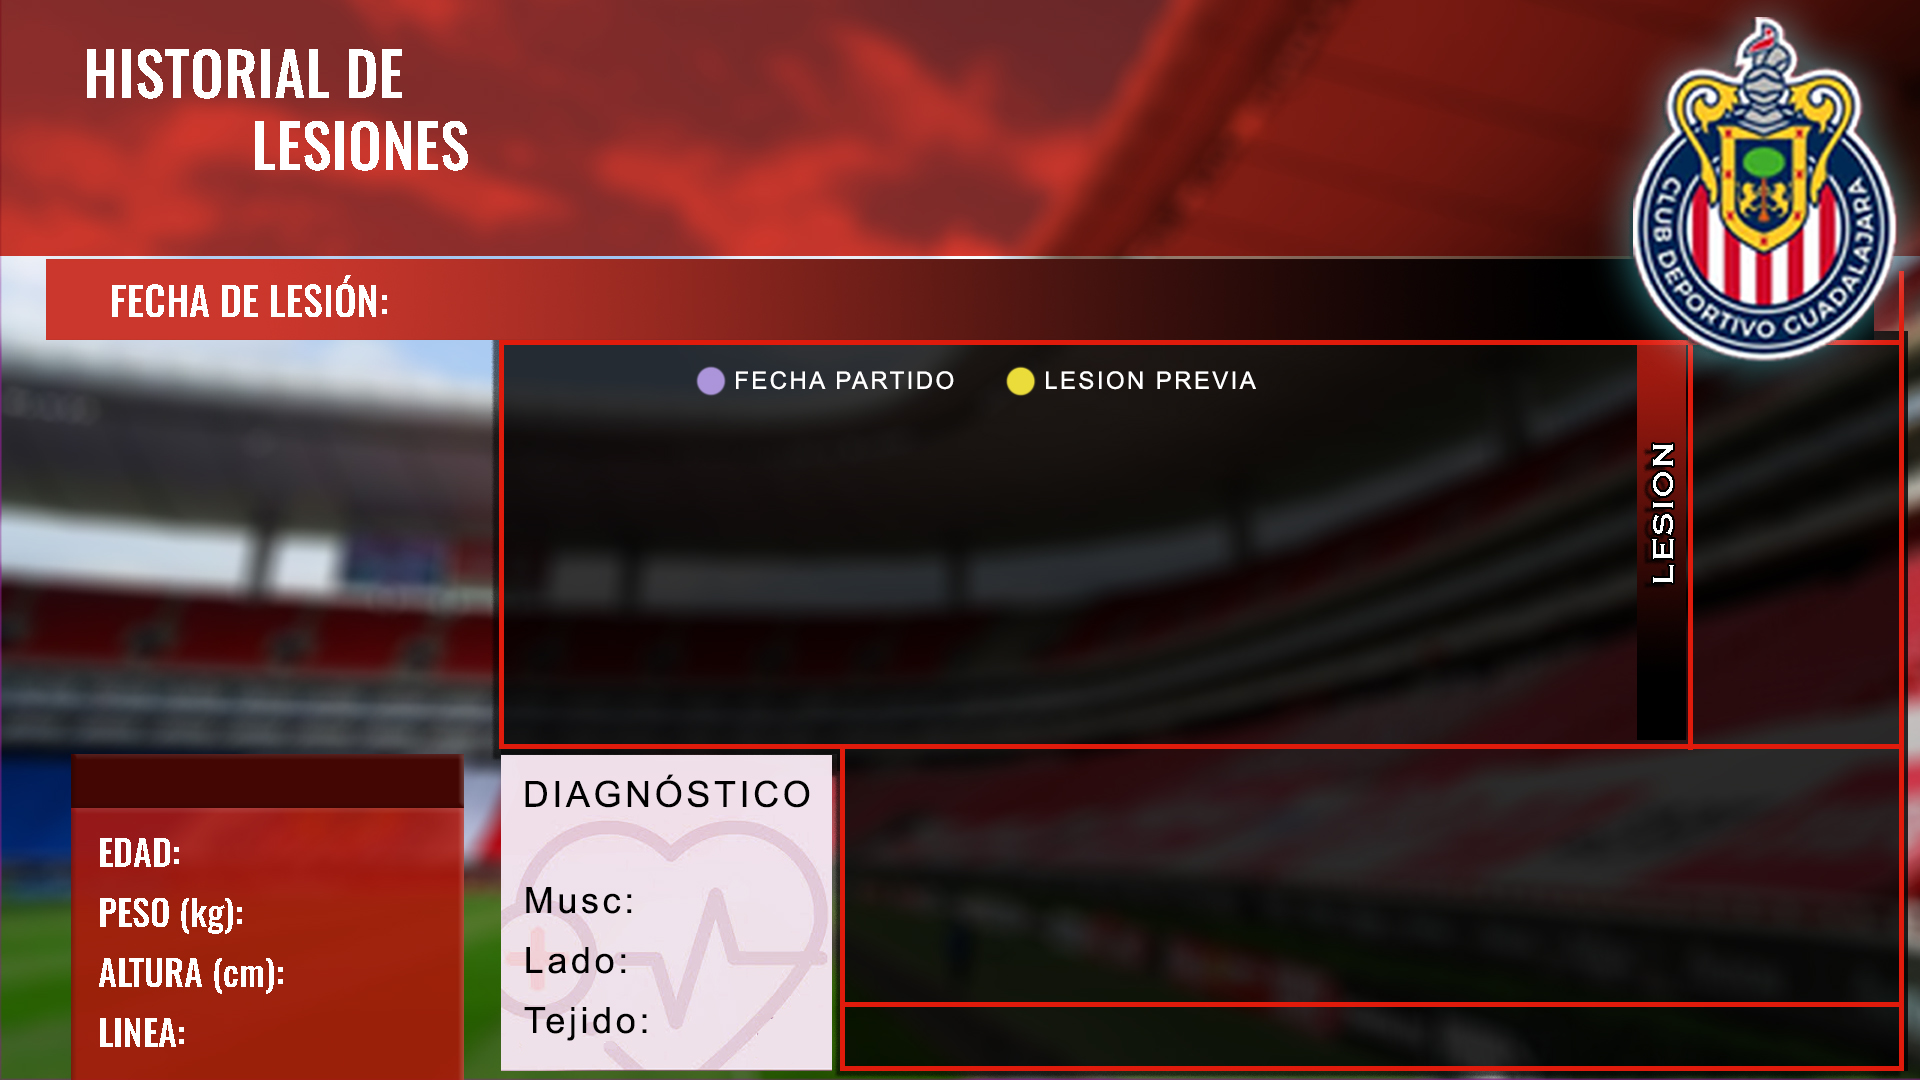 HISTORIAL DE
LESIONES
CLUB DEPORTIVO GUADALAJARA
FECHA DE LESIÓN:
FECHA PARTIDO
LESION PREVIA
LESION
EDAD:
PESO (kg):
ALTURA (cm):
LINEA:
DIAGNÓSTICO
Musc:
Lado:
Tejido: